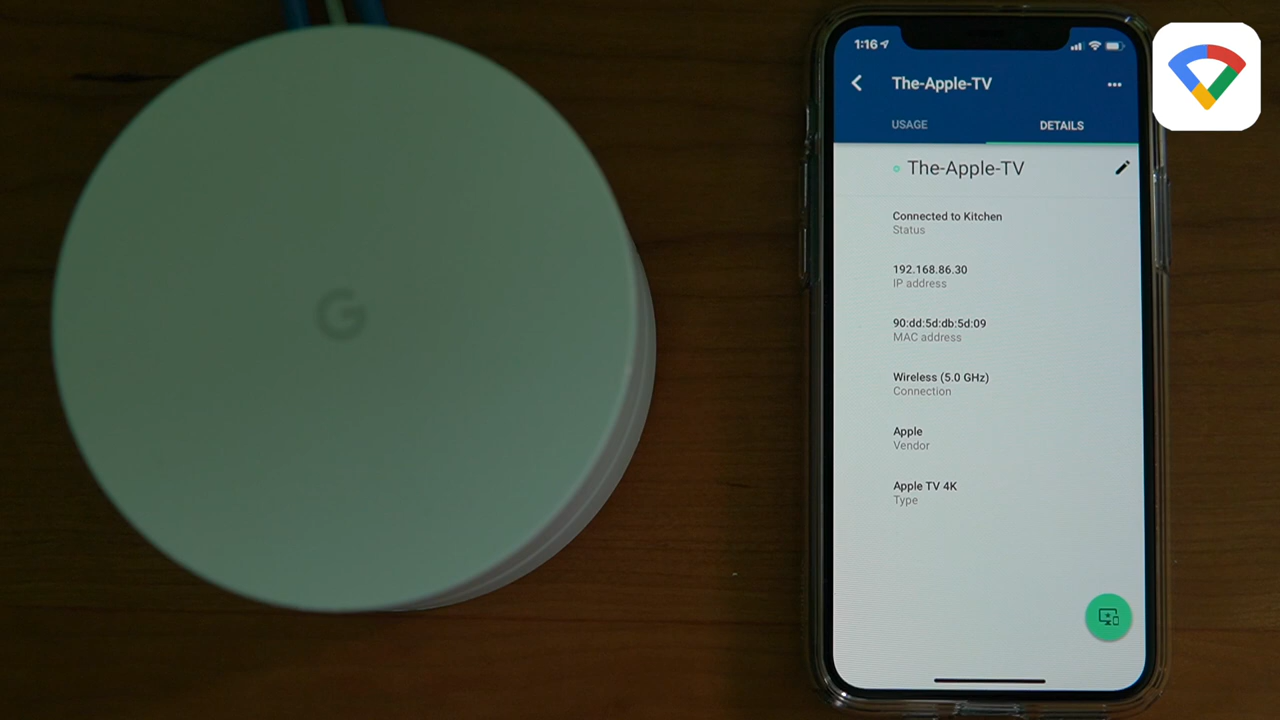 G
1:16
The-Apple-TV
USAGE
DETAILS
The-Apple-TV
Connected to Kitchen
Status
192.168.86.30
IP address
90:dd:5d:db:5d:09
MAC address
Wireless (5.0 GHz)
Connection
Apple
Vendor
Apple TV 4K
Type